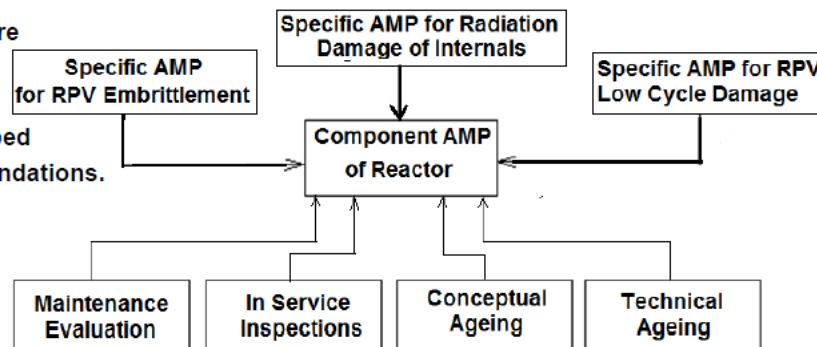 re
Specific AMP
for RPV Embrittlement
Specific AMP for Radiation
Damage of Internals
Specific AMP for RPV
Low Cycle Damage
ped
ndations.
Component AMP
of Reactor
Maintenance
Evaluation
In Service
Inspections
Conceptual
Ageing
Technical
Ageing